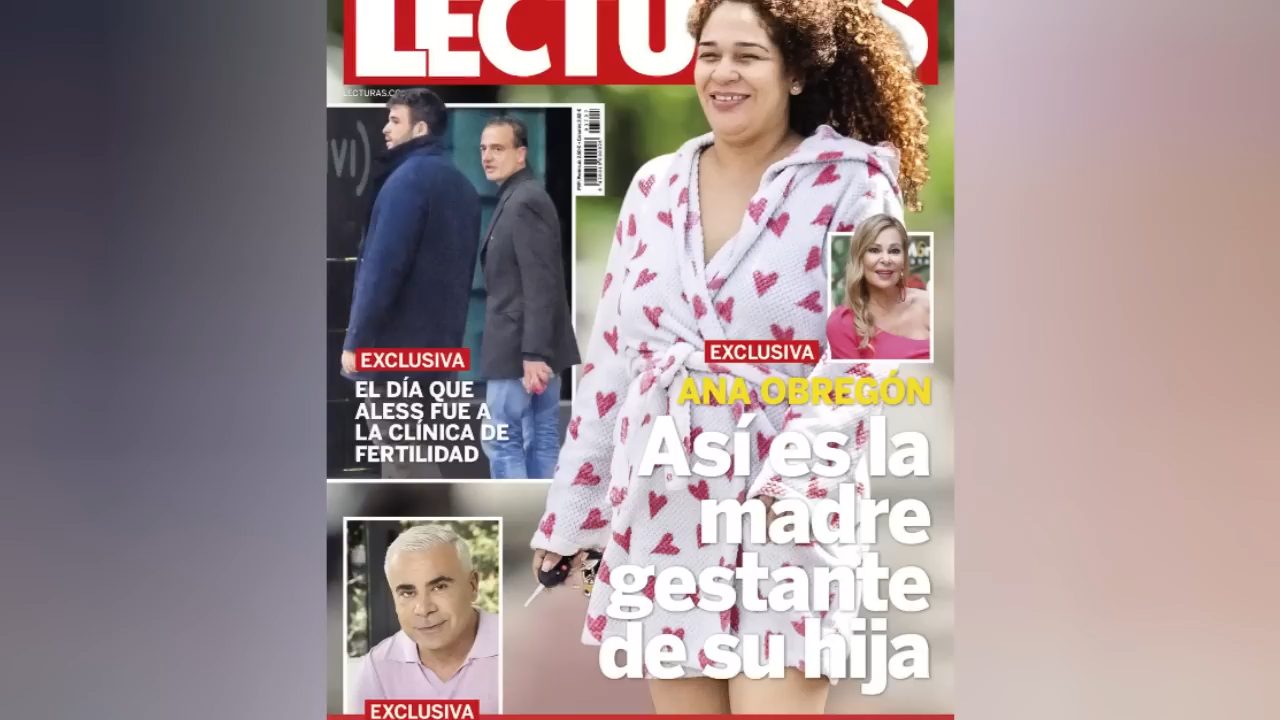 LECTU S
LECTURAS.CO
VI)
EXCLUSIVA
EL DÍA QUE
ALESS FUE A
LA CLÍNICA DE
FERTILIDAD
EXCLUSIVA
ANA OBREGÓN
Así es la
madre
gestante
de su hija
EXCLUSIVA